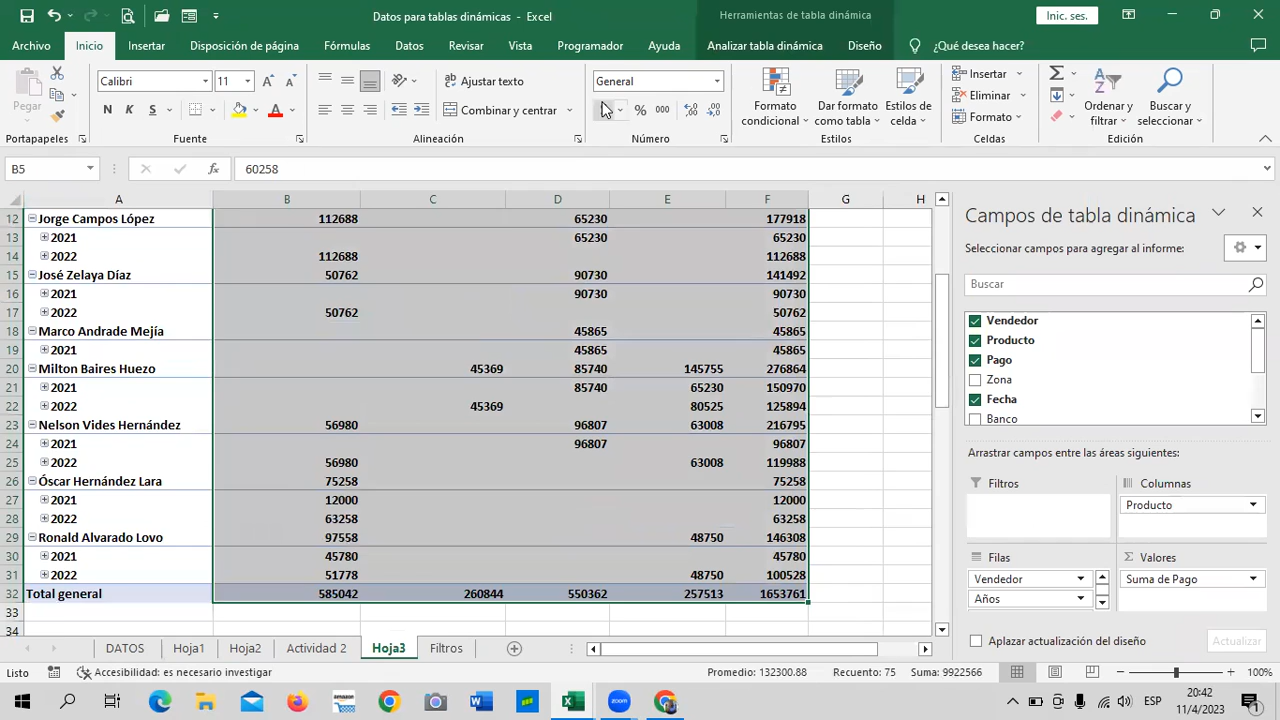 Datos para tablas dinámicas - Excel
Herramientas de tabla dinámica
Inic. ses.
Archivo Inicio Insertar Disposición de página Fórmulas Datos Revisar Vista Programador Ayuda Analizar tabla dinámica Diseño ¿Qué desea hacer?
Pegar
Calibri 11
N K S
Ajustar texto
Combinar y centrar
General
% 000
Formato condicional
Dar formato como tabla
Estilos de celda
Insertar
Eliminar
Formato
Ordenar y filtrar
Buscar y seleccionar
Portapapeles Fuente Alineación Número Estilos Celdas Edición
B5 fx 60258
A B C D E F G H
12 Jorge Campos López 112688 65230 177918
13 2021 65230 65230
14 2022 112688 112688
15 José Zelaya Díaz 50762 90730 141492
16 2021 90730 90730
17 2022 50762 50762
18 Marco Andrade Mejía 45865 45865
19 2021 45865 45865
20 Milton Baires Huezo 45369 85740 145755 276864
21 2021 85740 65230 150970
22 2022 45369 80525 125894
23 Nelson Vides Hernández 56980 96807 63008 216795
24 2021 96807 96807
25 2022 56980 63008 119988
26 Óscar Hernández Lara 75258 75258
27 2021 12000 12000
28 2022 63258 63258
29 Ronald Alvarado Lovo 97558 48750 146308
30 2021 45780 45780
31 2022 51778 48750 100528
32 Total general 585042 260844 550362 257513 1653761
33
34
Campos de tabla dinámica
Seleccionar campos para agregar al informe:
Buscar
Vendedor
Producto
Pago
Zona
Fecha
Banco
Arrastrar campos entre las áreas siguientes:
Filtros
Columnas
Producto
Filas
Vendedor
Años
Σ Valores
Suma de Pago
Aplazar actualización del diseño Actualizar
DATOS Hoja1 Hoja2 Actividad 2 Hoja3 Filtros
Listo Accesibilidad: es necesario investigar Promedio: 132300.88 Recuento: 75 Suma: 9922566 100%
amazon
zoom
ESP
20:42
11/4/2023